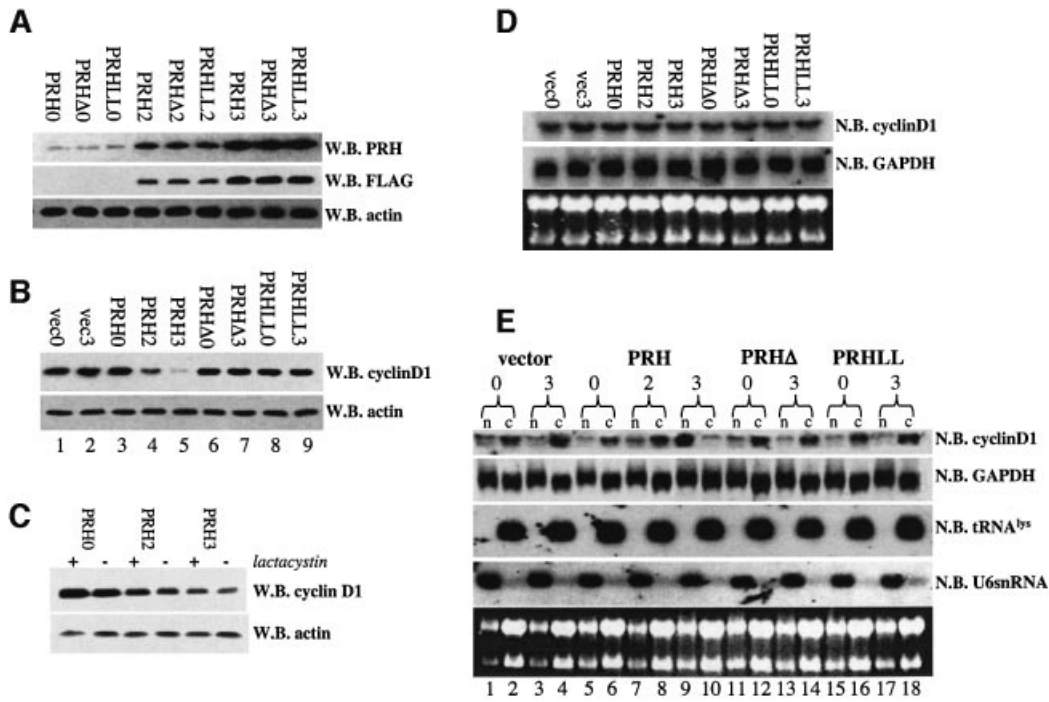 A
PRH0 PRHΔ0 PRHLL0 PRH2 PRHΔ2 PRHLL2 PRH3 PRHΔ3 PRHLL3
W.B. PRH
W.B. FLAG
W.B. actin
B
vec0 vec3 PRH0 PRH2 PRH3 PRHΔ0 PRHΔ3 PRHLL0 PRHLL3
W.B. cyclinD1
W.B. actin
1 2 3 4 5 6 7 8 9
C
PRH0 PRH2 PRH3
+ - + - + - lactacystin
W.B. cyclin D1
W.B. actin
D
vec0 vec3 PRH0 PRH2 PRH3 PRHΔ0 PRHΔ3 PRHLL0 PRHLL3
N.B. cyclinD1
N.B. GAPDH
E
vector PRH PRHΔ PRHLL
0 3 0 2 3 0 3 0 3
n c n c n c n c n c n c n c n c n c
N.B. cyclinD1
N.B. GAPDH
N.B. tRNAlys
N.B. U6snRNA
1 2 3 4 5 6 7 8 9 10 11 12 13 14 15 16 17 18